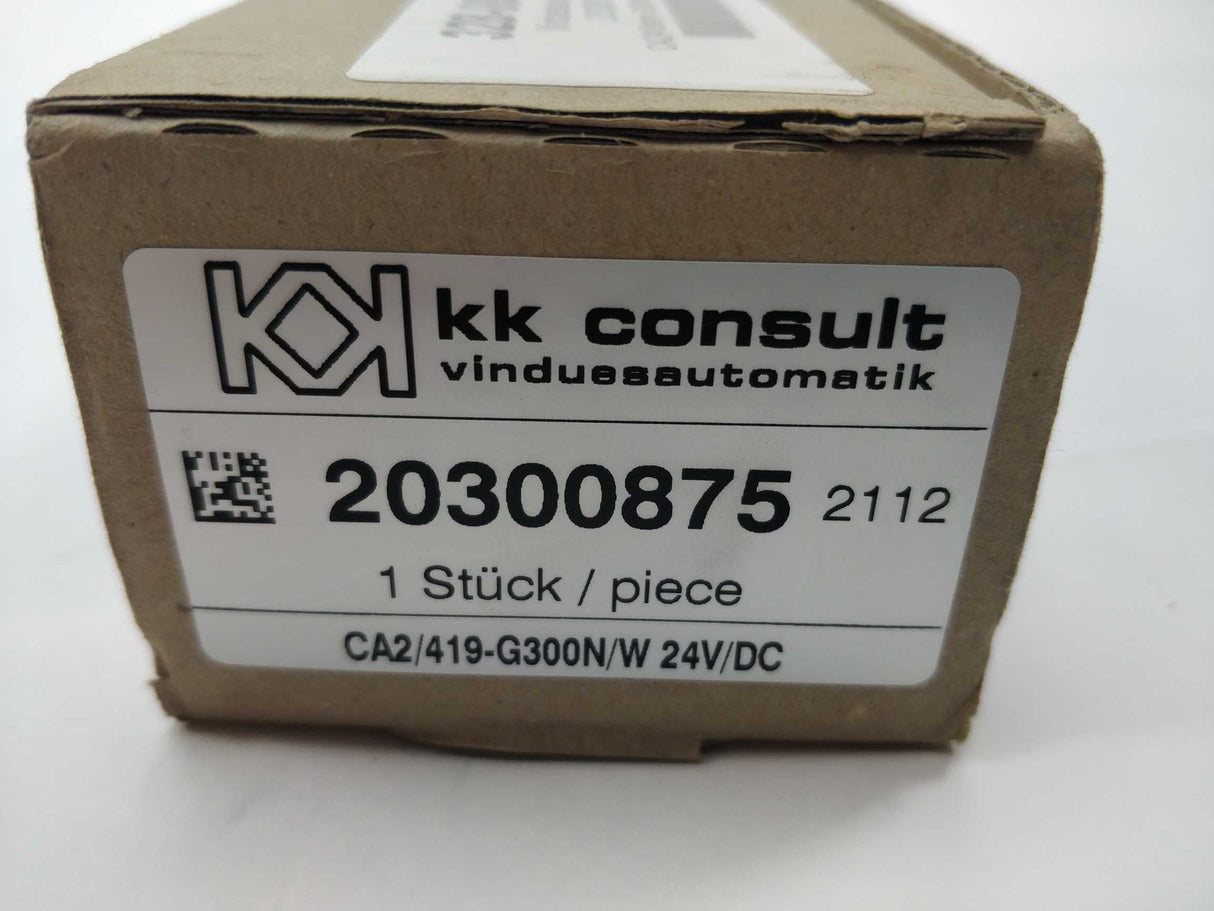 kk consult
vinduesautomatik
20300875 2112
1 Stück / piece
CA2/419-G300N/W 24V/DC